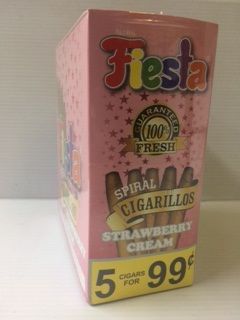 Fiesta
GUARANTEED
100%
FRESH
SPIRAL
CIGARILLOS
STRAWBERRY
CREAM
5 CIGARS FOR 99¢